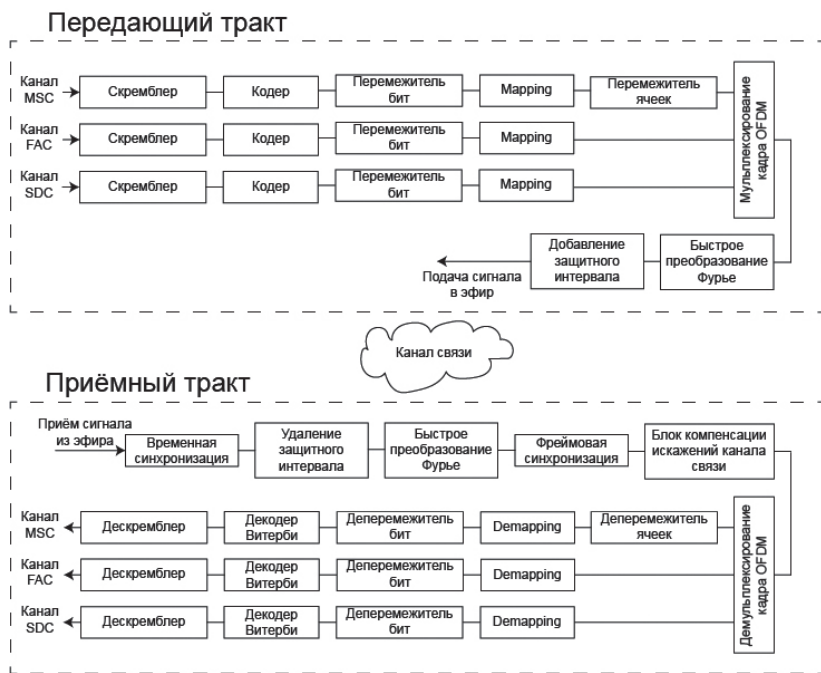 Передающий тракт
Канал
MSC
Скремблер
Кодер
Перемежитель
бит
Mapping
Перемежитель
ячеек
Канал
FAC
Скремблер
Кодер
Перемежитель
бит
Mapping
Канал
SDC
Скремблер
Кодер
Перемежитель
бит
Mapping
Мультплексирование
кадра OFDM
Подача сигнала
в эфир
Добавление
защитного
интервала
Быстрое
преобразование
Фурье
Канал связи
Приёмный тракт
Приём сигнала
из эфира
Временная
синхронизация
Удаление
защитного
интервала
Быстрое
преобразование
Фурье
Фреймовая
синхронизация
Блок компенсации
искажений канала
связи
Канал
MSC
Дескремблер
Декодер
Витерби
Деперемежитель
бит
Demapping
Деперемежитель
ячеек
Канал
FAC
Дескремблер
Декодер
Витерби
Деперемежитель
бит
Demapping
Канал
SDC
Дескремблер
Декодер
Витерби
Деперемежитель
бит
Demapping
Демультплексирование
кадра OFDM